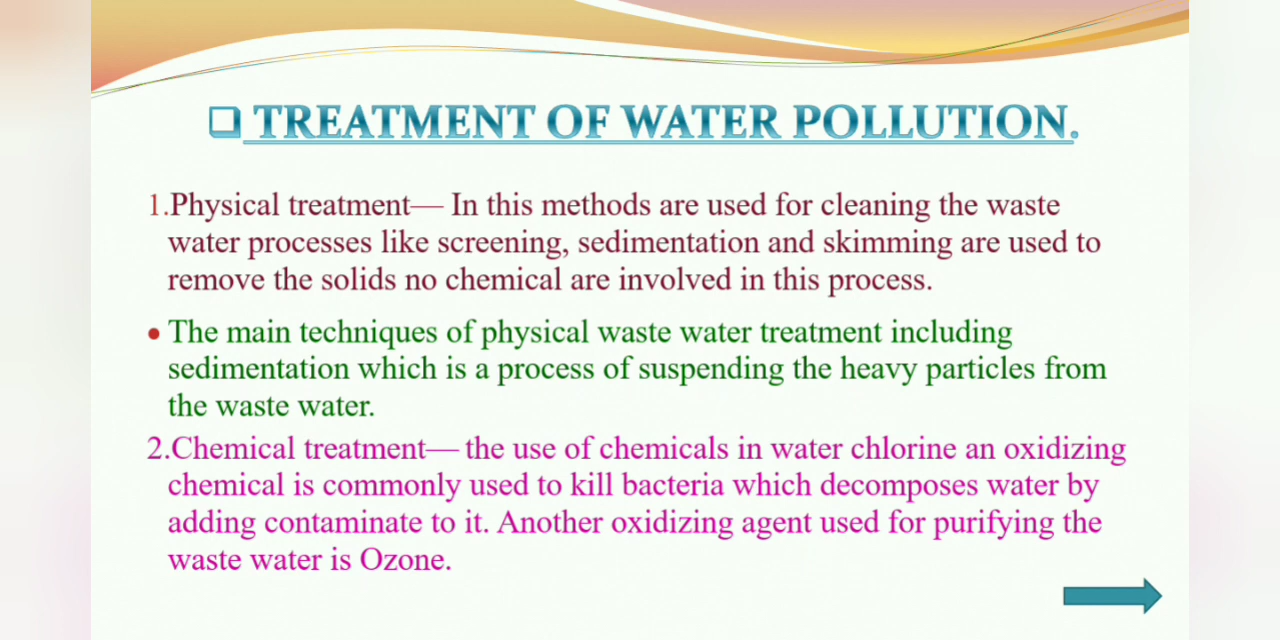 ❑ TREATMENT OF WATER POLLUTION.
1.Physical treatment— In this methods are used for cleaning the waste
water processes like screening, sedimentation and skimming are used to
remove the solids no chemical are involved in this process.
• The main techniques of physical waste water treatment including
sedimentation which is a process of suspending the heavy particles from
the waste water.
2.Chemical treatment— the use of chemicals in water chlorine an oxidizing
chemical is commonly used to kill bacteria which decomposes water by
adding contaminate to it. Another oxidizing agent used for purifying the
waste water is Ozone.